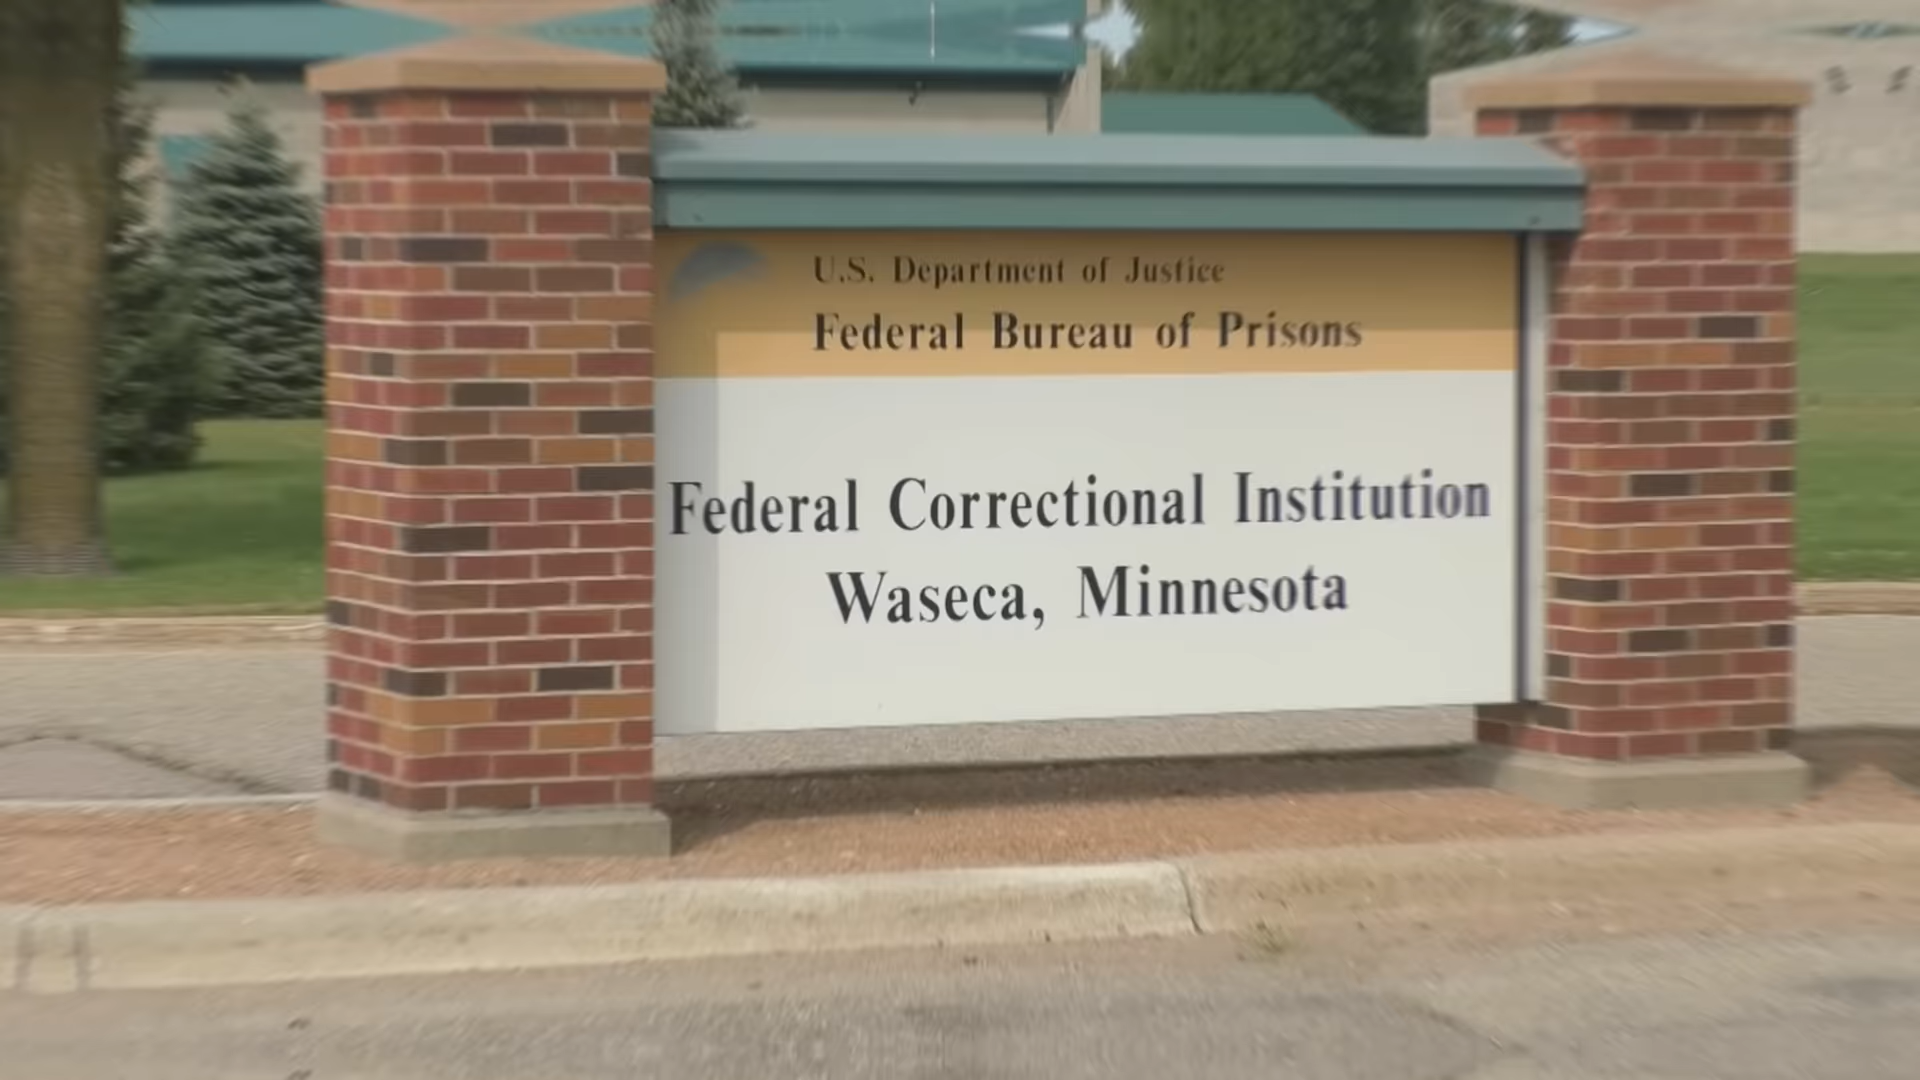 U.S. Department of Justice
Federal Bureau of Prisons
Federal Correctional Institution
Waseca, Minnesota